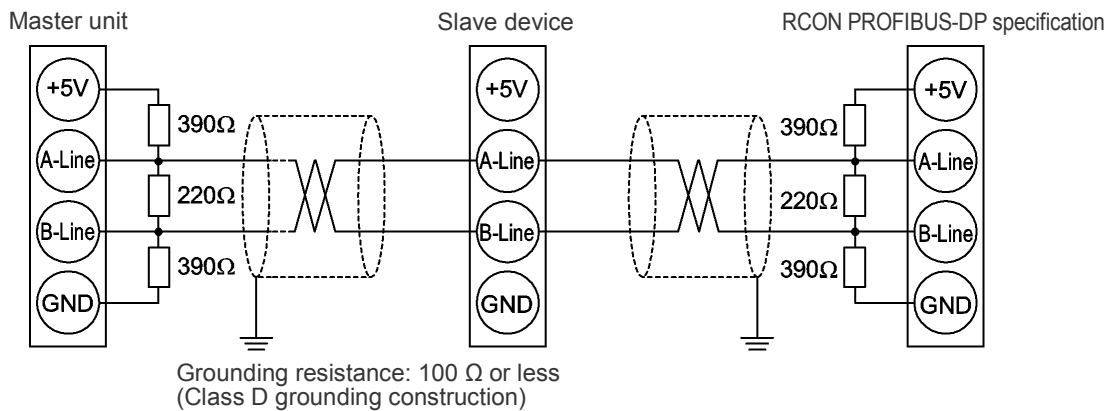 Master unit
Slave device
RCON PROFIBUS-DP specification
+5V
A-Line
B-Line
GND
390Ω
220Ω
390Ω
+5V
A-Line
B-Line
GND
390Ω
220Ω
390Ω
+5V
A-Line
B-Line
GND
Grounding resistance: 100 Ω or less
(Class D grounding construction)